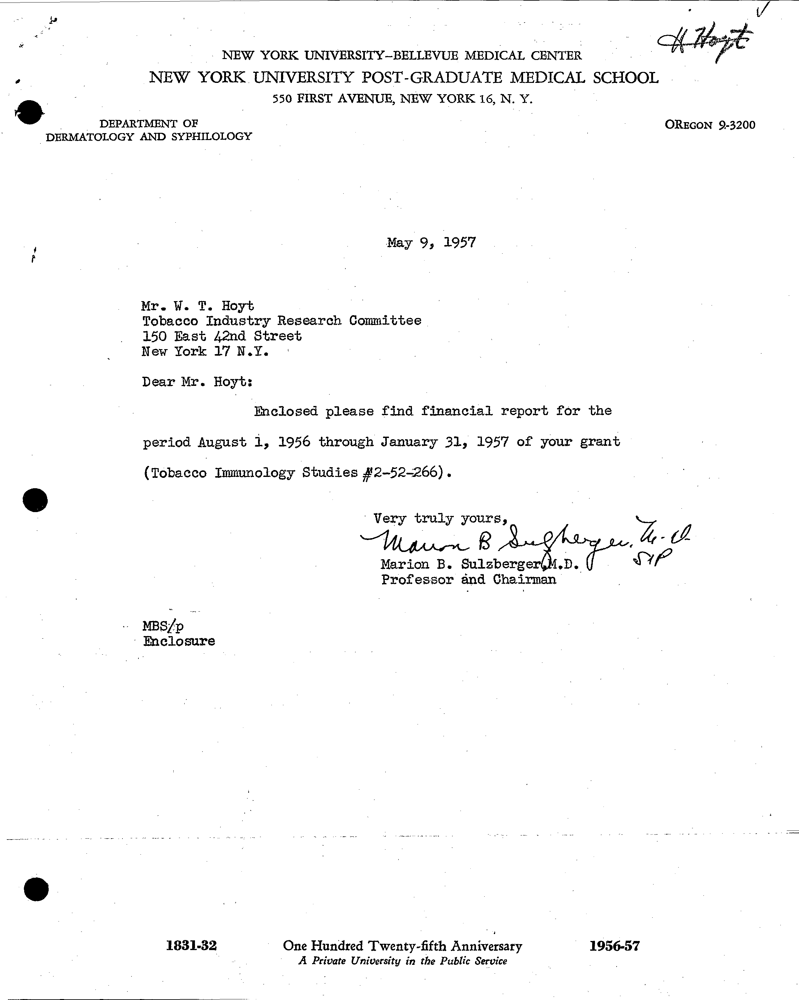 H Hoyt
NEW YORK UNIVERSITY-BELLEVUE MEDICAL CENTER
NEW YORK UNIVERSITY POST-GRADUATE MEDICAL SCHOOL
550 FIRST AVENUE, NEW YORK 16, N. Y.
DEPARTMENT OF
DERMATOLOGY AND SYPHILOLOGY
OREGON 9-3200
May 9, 1957
Mr. W. T. Hoyt
Tobacco Industry Research Committee
150 East 42nd Street
New York 17 N.Y.
Dear Mr. Hoyt:
Enclosed please find financial report for the
period August 1, 1956 through January 31, 1957 of your grant
(Tobacco Immunology Studies #2-52-266).
Very truly yours,
Marion B Sulzberger, M.D.
Marion B. Sulzberger, M.D.
Professor and Chairman
MBS/p
Enclosure
1831-32 One Hundred Twenty-fifth Anniversary 1956-57
A Private University in the Public Service